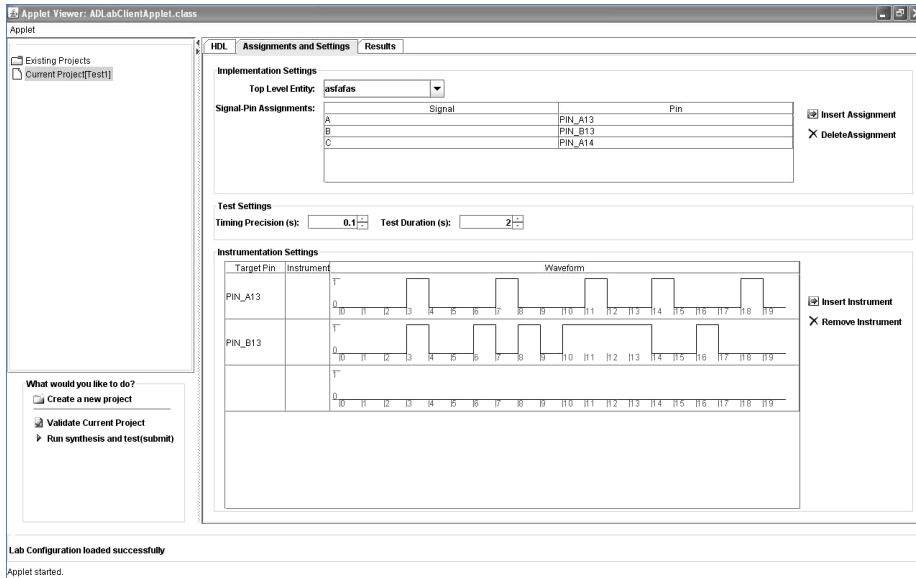 Applet Viewer: ADLabClientApplet.class
Applet
Existing Projects
Current Project[Test1]
What would you like to do?
Create a new project
Validate Current Project
Run synthesis and test(submit)
HDL Assignments and Settings Results
Implementation Settings
Top Level Entity: asfafas
Signal-Pin Assignments: Signal Pin
A PIN_A13
B PIN_B13
C PIN_A14
Insert Assignment
DeleteAssignment
Test Settings
Timing Precision (s): 0.1 Test Duration (s): 2
Instrumentation Settings
Target Pin Instrument Waveform
1
PIN_A13
0
|0 |1 |2 |3 |4 |5 |6 |7 |8 |9 |10 |11 |12 |13 |14 |15 |16 |17 |18 |19
1
PIN_B13
0
|0 |1 |2 |3 |4 |5 |6 |7 |8 |9 |10 |11 |12 |13 |14 |15 |16 |17 |18 |19
1
0
|0 |1 |2 |3 |4 |5 |6 |7 |8 |9 |10 |11 |12 |13 |14 |15 |16 |17 |18 |19
Insert Instrument
Remove Instrument
Lab Configuration loaded successfully
Applet started.